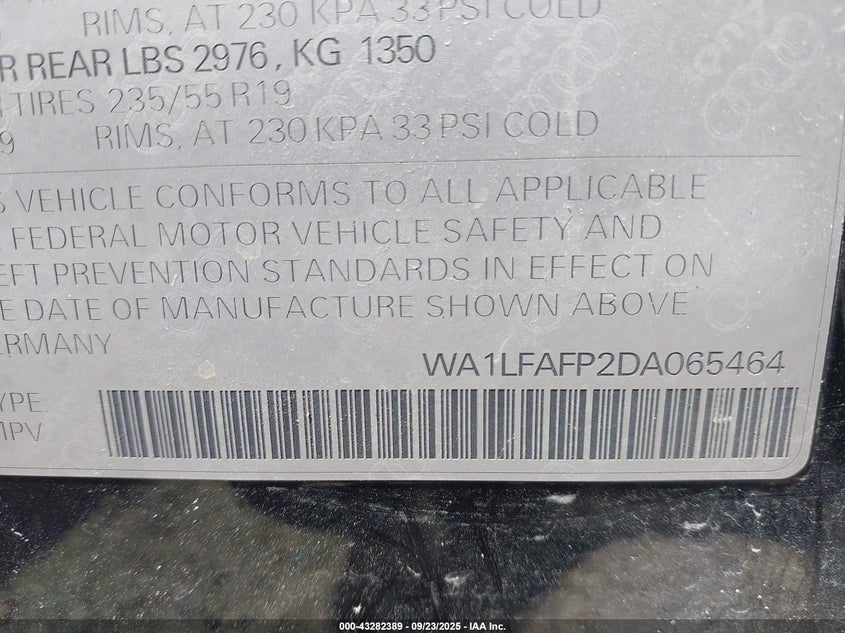 RIMS, AT 230 KPA 33 PSI COLD
R REAR LBS 2976, KG 1350
TIRES 235/55 R19
9 RIMS, AT 230 KPA 33 PSI COLD
VEHICLE CONFORMS TO ALL APPLICABLE
FEDERAL MOTOR VEHICLE SAFETY AND
EFT PREVENTION STANDARDS IN EFFECT ON
E DATE OF MANUFACTURE SHOWN ABOVE
ERMANY
WA1LFAFP2DA065464
YPE:
MPV
000-43282389 - 09/23/2025 - IAA Inc.